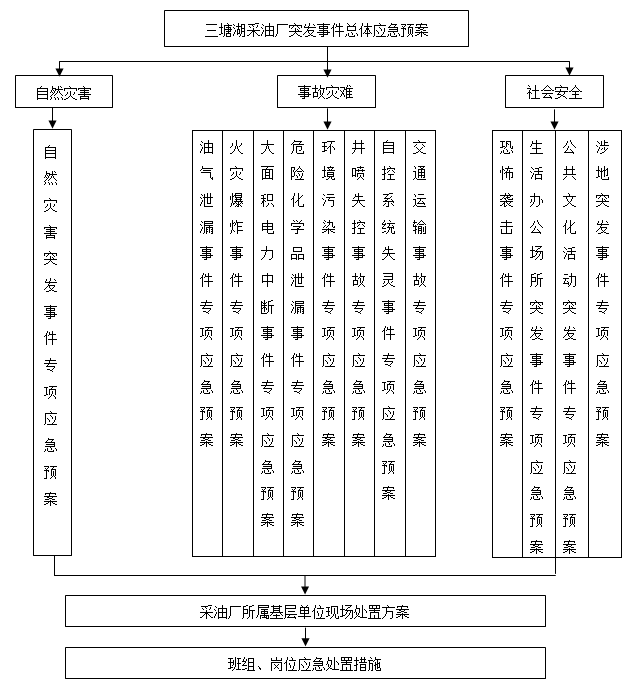 三塘湖采油厂突发事件总体应急预案
自然灾害
事故灾难
社会安全
自然灾害突发事件专项应急预案
油气泄漏事件专项应急预案
火灾爆炸事件专项应急预案
大面积电力中断事件专项应急预案
危险化学品泄漏事件专项应急预案
环境污染事件专项应急预案
井喷失控事故专项应急预案
自控系统失灵事件专项应急预案
交通运输事故专项应急预案
恐怖袭击事件专项应急预案
生活办公场所突发事件专项应急预案
公共文化活动突发事件专项应急预案
涉地突发事件专项应急预案
采油厂所属基层单位现场处置方案
班组、岗位应急处置措施